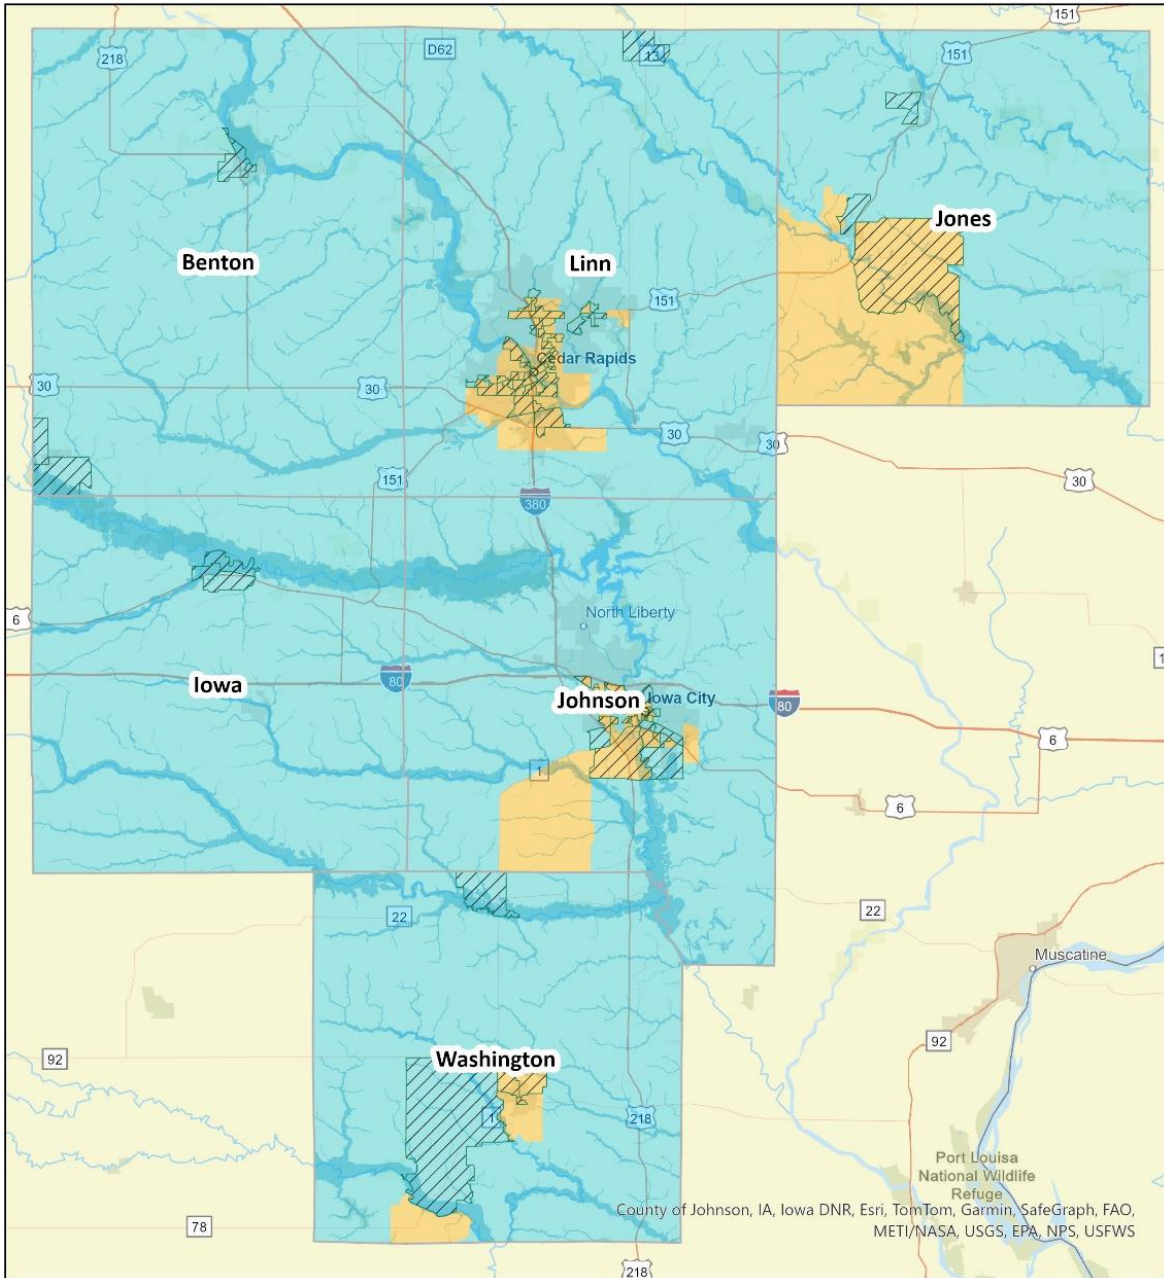 151
218
D62
13
151
Jones
Benton
Linn
151
Cedar Rapids
30
30
30
30
151
30
380
6
North Liberty
Iowa
80
Johnson
Iowa City
80
6
1
6
22
22
Muscatine
92
Washington
92
1
218
Port Louisa
National Wildlife
Refuge
County of Johnson, IA, Iowa DNR, Esri, TomTom, Garmin, SafeGraph, FAO,
METI/NASA, USGS, EPA, NPS, USFWS
78
218